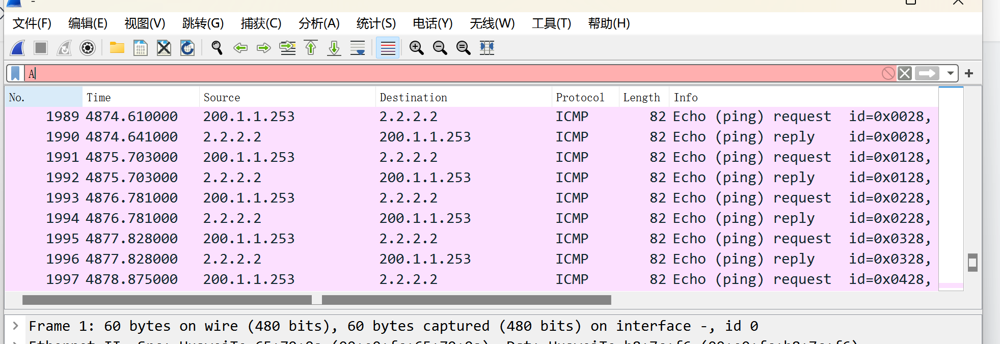 文件(F) 编辑(E) 视图(V) 跳转(G) 捕获(C) 分析(A) 统计(S) 电话(Y) 无线(W) 工具(T) 帮助(H)
A
No. Time Source Destination Protocol Length Info
1989 4874.610000 200.1.1.253 2.2.2.2 ICMP 82 Echo (ping) request id=0x0028,
1990 4874.641000 2.2.2.2 200.1.1.253 ICMP 82 Echo (ping) reply id=0x0028,
1991 4875.703000 200.1.1.253 2.2.2.2 ICMP 82 Echo (ping) request id=0x0128,
1992 4875.703000 2.2.2.2 200.1.1.253 ICMP 82 Echo (ping) reply id=0x0128,
1993 4876.781000 200.1.1.253 2.2.2.2 ICMP 82 Echo (ping) request id=0x0228,
1994 4876.781000 2.2.2.2 200.1.1.253 ICMP 82 Echo (ping) reply id=0x0228,
1995 4877.828000 200.1.1.253 2.2.2.2 ICMP 82 Echo (ping) request id=0x0328,
1996 4877.828000 2.2.2.2 200.1.1.253 ICMP 82 Echo (ping) reply id=0x0328,
1997 4878.875000 200.1.1.253 2.2.2.2 ICMP 82 Echo (ping) request id=0x0428,
Frame 1: 60 bytes on wire (480 bits), 60 bytes captured (480 bits) on interface -, id 0
Ethernet II,